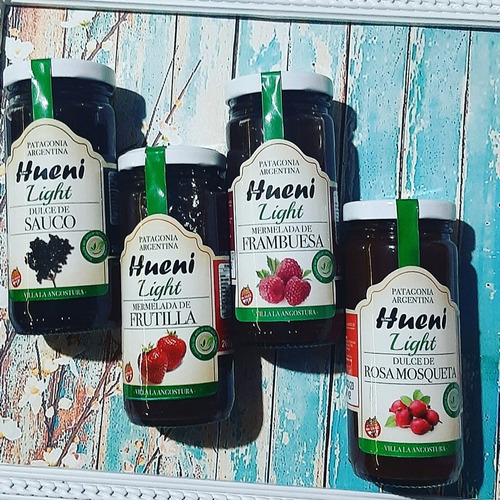 PATAGONIA
ARGENTINA
Hueni
Light
DULCE DE
SAUCO
VILLA LA ANGOSTURA
PATAGONIA
ARGENTINA
Hueni
Light
MERMELADA DE
FRUTILLA
VILLA LA ANGOSTURA
PATAGONIA
ARGENTINA
Hueni
Light
MERMELADA DE
FRAMBUESA
VILLA LA ANGOSTURA
PATAGONIA
ARGENTINA
Hueni
Light
DULCE DE
ROSA MOSQUETA
VILLA LA ANGOSTURA